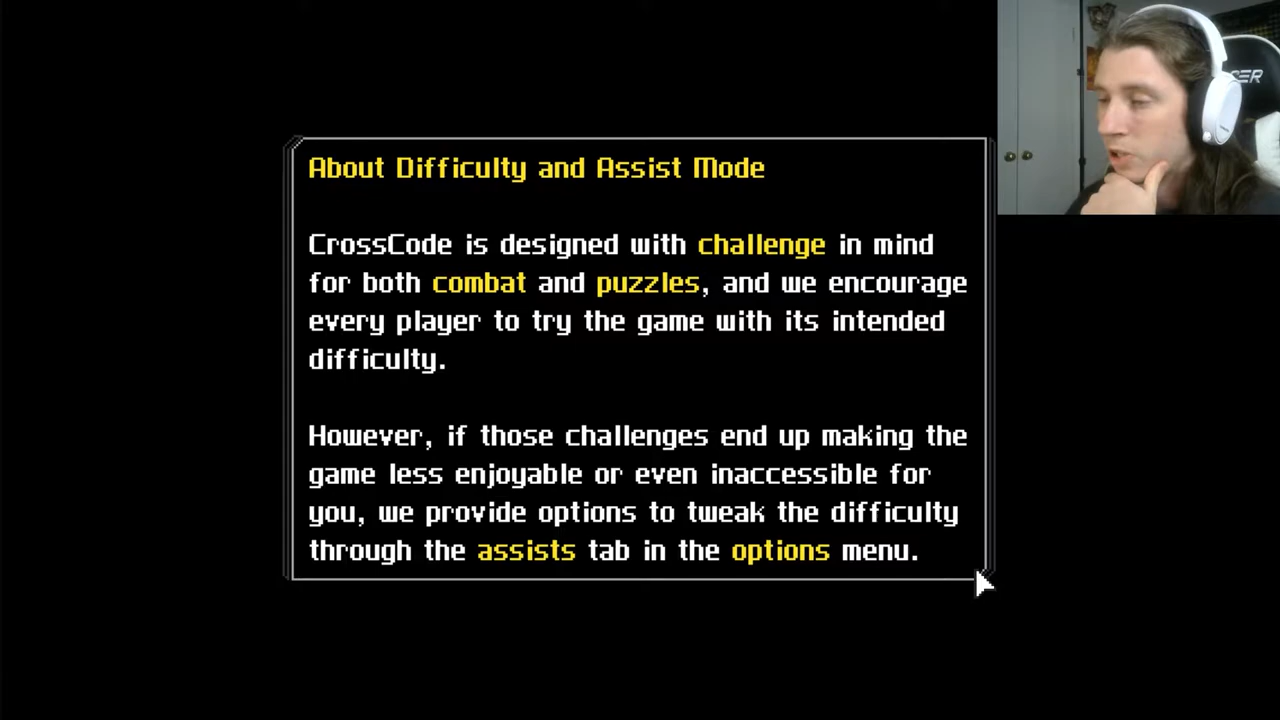 About Difficulty and Assist Mode
CrossCode is designed with challenge in mind
for both combat and puzzles, and we encourage
every player to try the game with its intended
difficulty.
However, if those challenges end up making the
game less enjoyable or even inaccessible for
you, we provide options to tweak the difficulty
through the assists tab in the options menu.